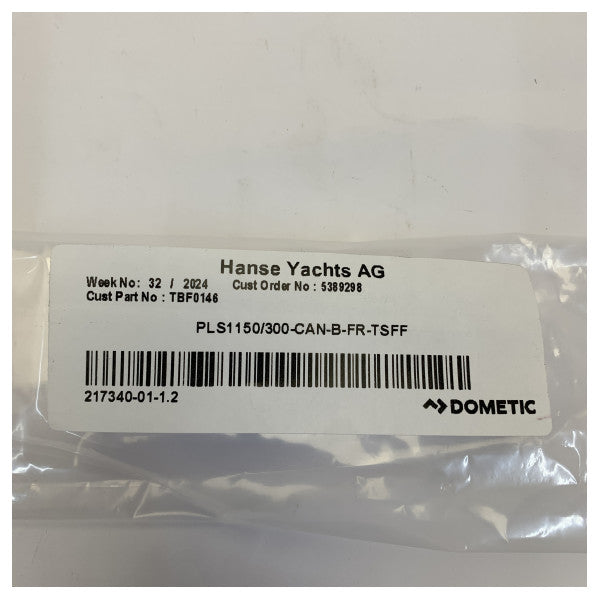 Hanse Yachts AG
Week No: 32 / 2024 Cust Order No : 5389298
Cust Part No : TBF0146
PLS1150/300-CAN-B-FR-TSFF
217340-01-1.2
DOMETIC